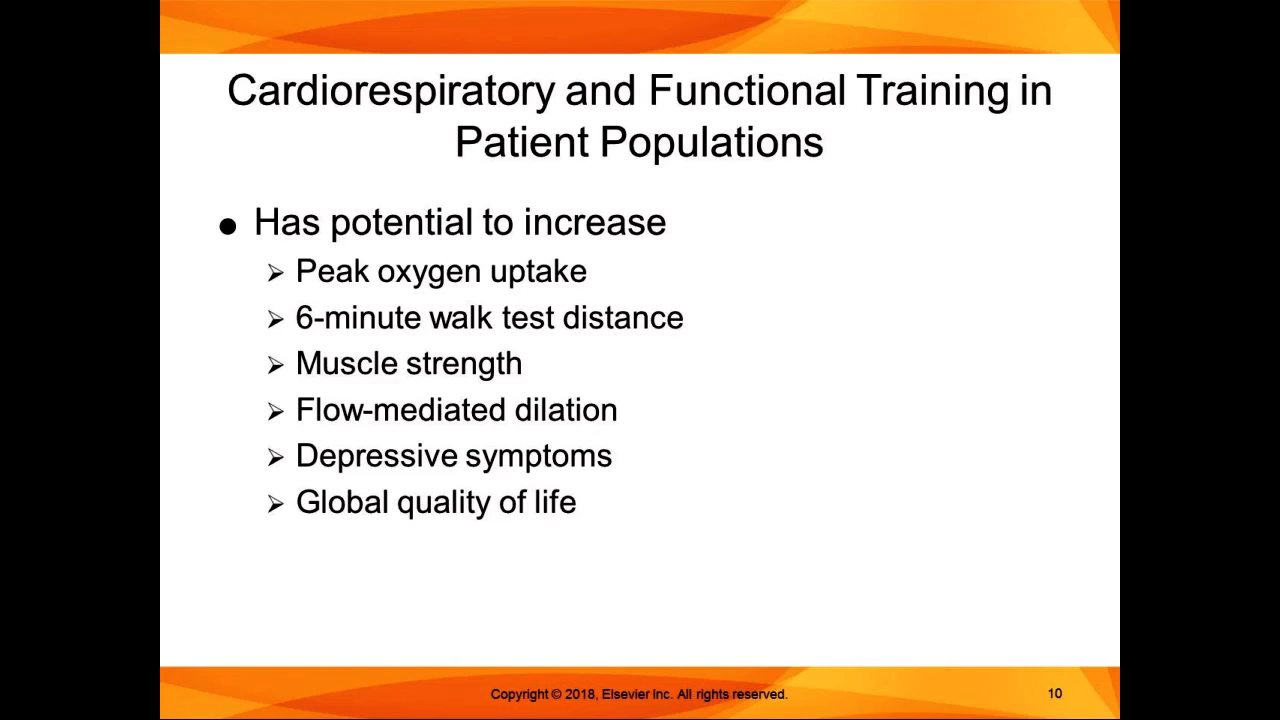 Cardiorespiratory and Functional Training in
Patient Populations
● Has potential to increase
➢ Peak oxygen uptake
➢ 6-minute walk test distance
➢ Muscle strength
➢ Flow-mediated dilation
➢ Depressive symptoms
➢ Global quality of life
Copyright © 2018, Elsevier Inc. All rights reserved.
10